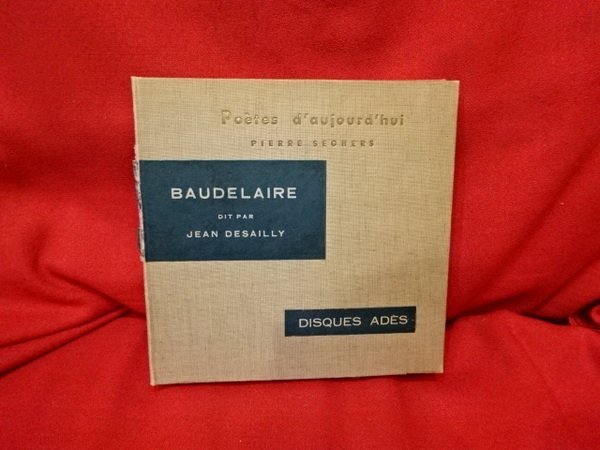 Poètes d'aujourd'hui
PIERRE SEGHERS
BAUDELAIRE
DIT PAR
JEAN DESAILLY
DISQUES ADÈS